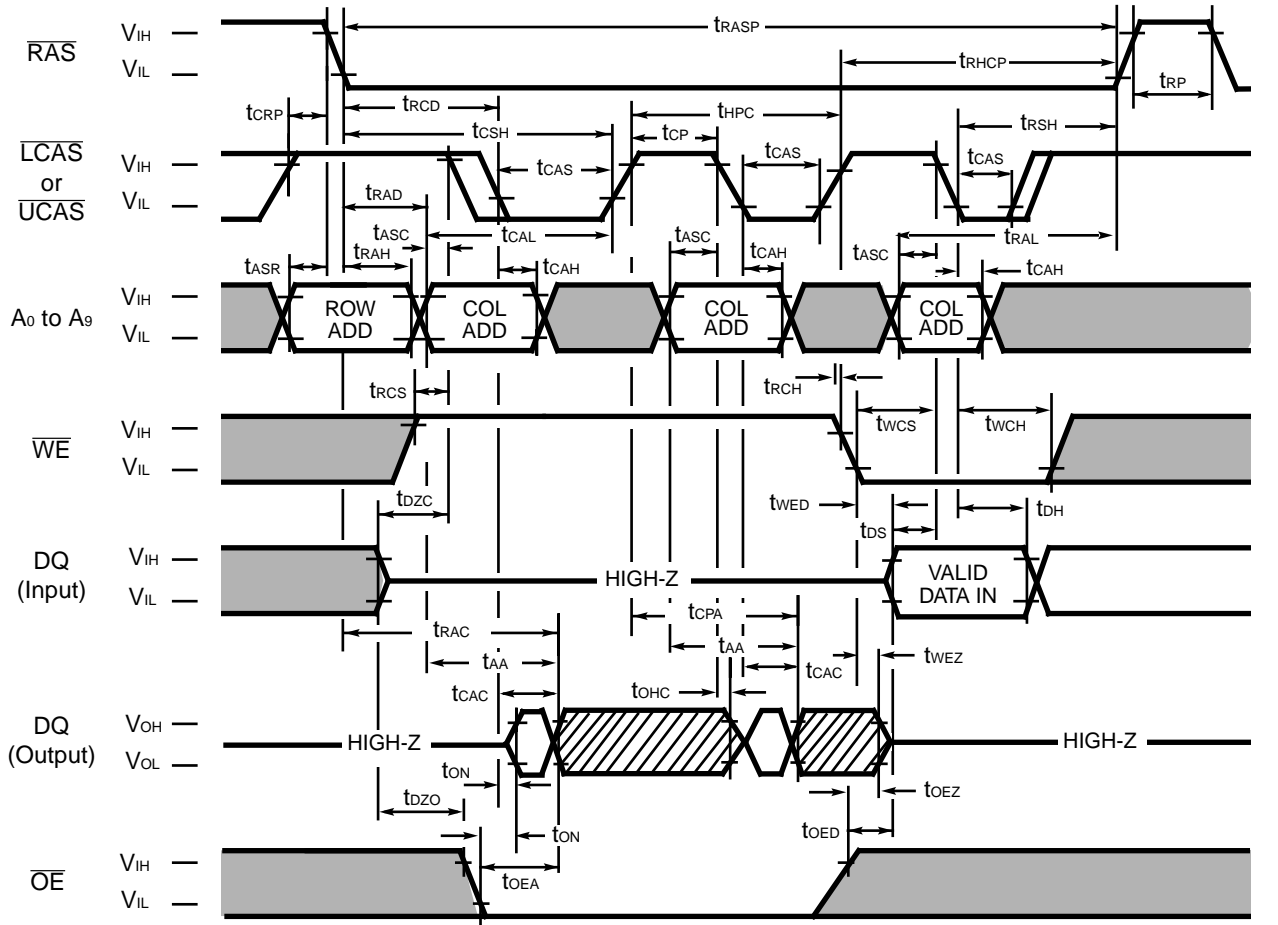 tRASP
VIH
RAS
VIL
tRHCP
tRP
tCRP
tRCD
tHPC
tCSH
tCP
tRSH
LCAS
or
UCAS
VIH
VIL
tCAS
tCAS
tCAS
tRAD
tASC
tCAL
tASC
tASC
tRAL
tASR
tRAH
tCAH
tCAH
tCAH
A0 to A9
VIH
VIL
ROW
ADD
COL
ADD
COL
ADD
COL
ADD
tRCS
tRCH
tWCS
tWCH
WE
VIH
VIL
tDZC
tWED
tDS
tDH
DQ
(Input)
VIH
VIL
HIGH-Z
VALID
DATA IN
tRAC
tCPA
tAA
tAA
tWEZ
tCAC
tOHC
tCAC
DQ
(Output)
VOH
VOL
HIGH-Z
HIGH-Z
tON
tDZO
tOEZ
tON
tOED
tOEA
OE
VIH
VIL